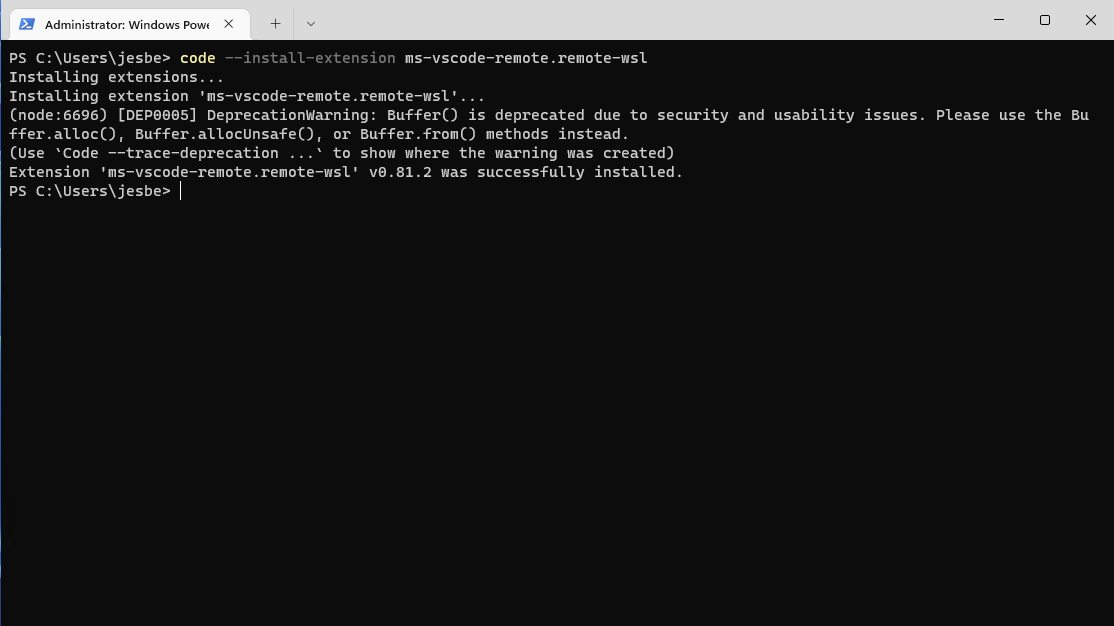 Administrator: Windows Powe
PS C:\Users\jesbe> code --install-extension ms-vscode-remote.remote-wsl
Installing extensions...
Installing extension 'ms-vscode-remote.remote-wsl'...
(node:6696) [DEP0005] DeprecationWarning: Buffer() is deprecated due to security and usability issues. Please use the Bu
ffer.alloc(), Buffer.allocUnsafe(), or Buffer.from() methods instead.
(Use `Code --trace-deprecation ...` to show where the warning was created)
Extension 'ms-vscode-remote.remote-wsl' v0.81.2 was successfully installed.
PS C:\Users\jesbe>